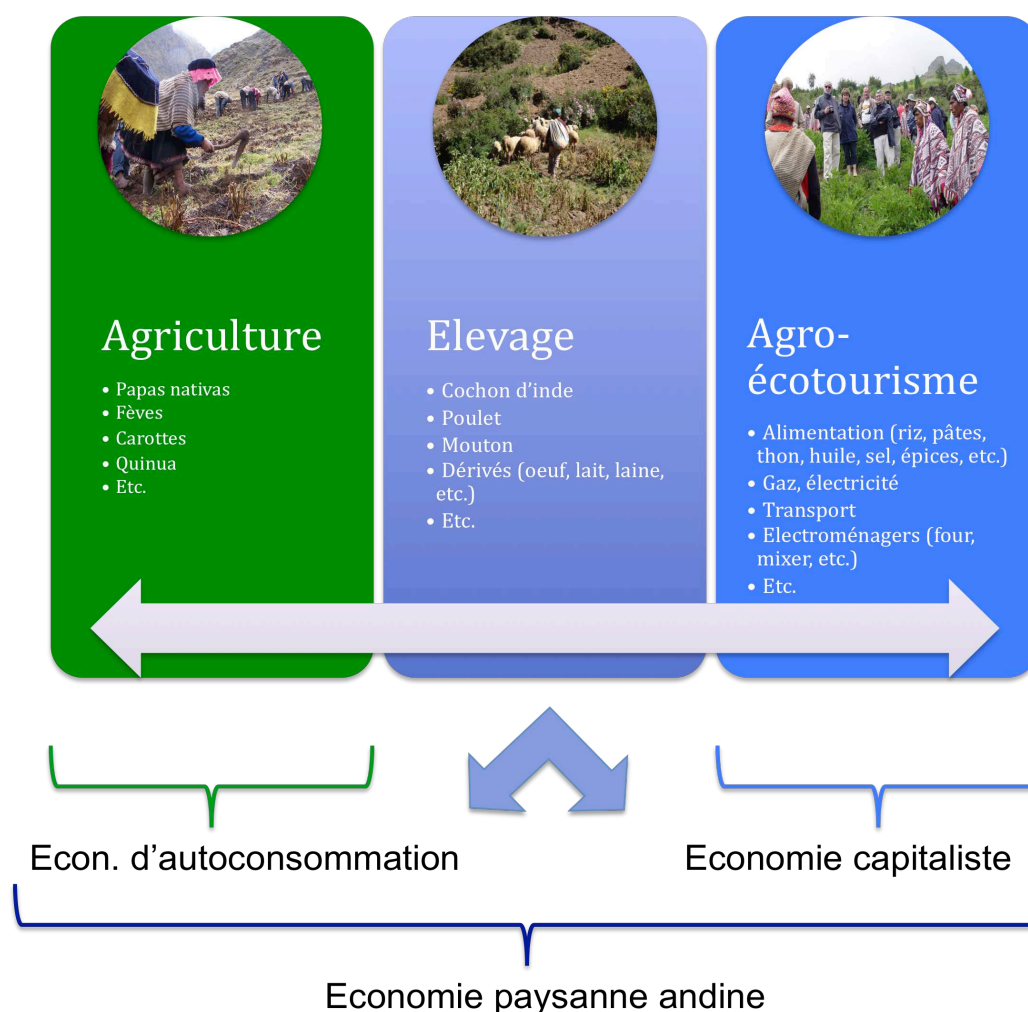 Agriculture
• Papas nativas
• Fèves
• Carottes
• Quinua
• Etc.
Elevage
• Cochon d'inde
• Poulet
• Mouton
• Dérivés (oeuf, lait, laine,
etc.)
• Etc.
Agro-
écotourisme
• Alimentation (riz, pâtes,
thon, huile, sel, épices, etc.)
• Gaz, électricité
• Transport
• Electroménagers (four,
mixer, etc.)
• Etc.
Econ. d’autoconsommation
Economie capitaliste
Economie paysanne andine